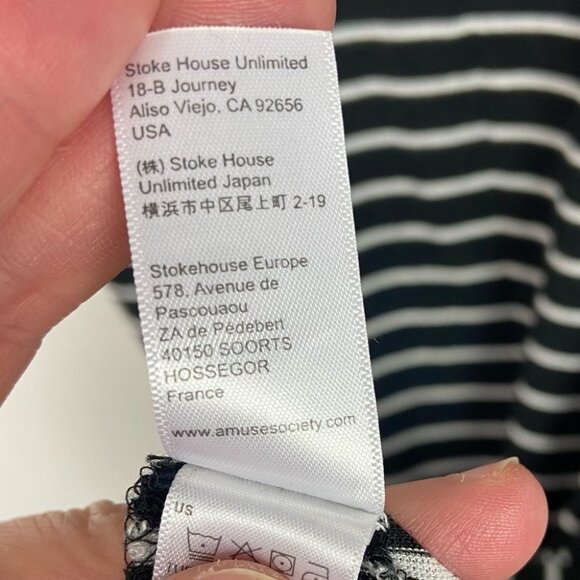 Stoke House Unlimited
18-B Journey
Aliso Viejo, CA 92656
USA
(株) Stoke House
Unlimited Japan
横浜市中区尾上町 2-19
Stokehouse Europe
578, Avenue de
Pascouaou
ZA de Pédebert
40150 SOORTS
HOSSEGOR
France
www.amusesociety.com
US